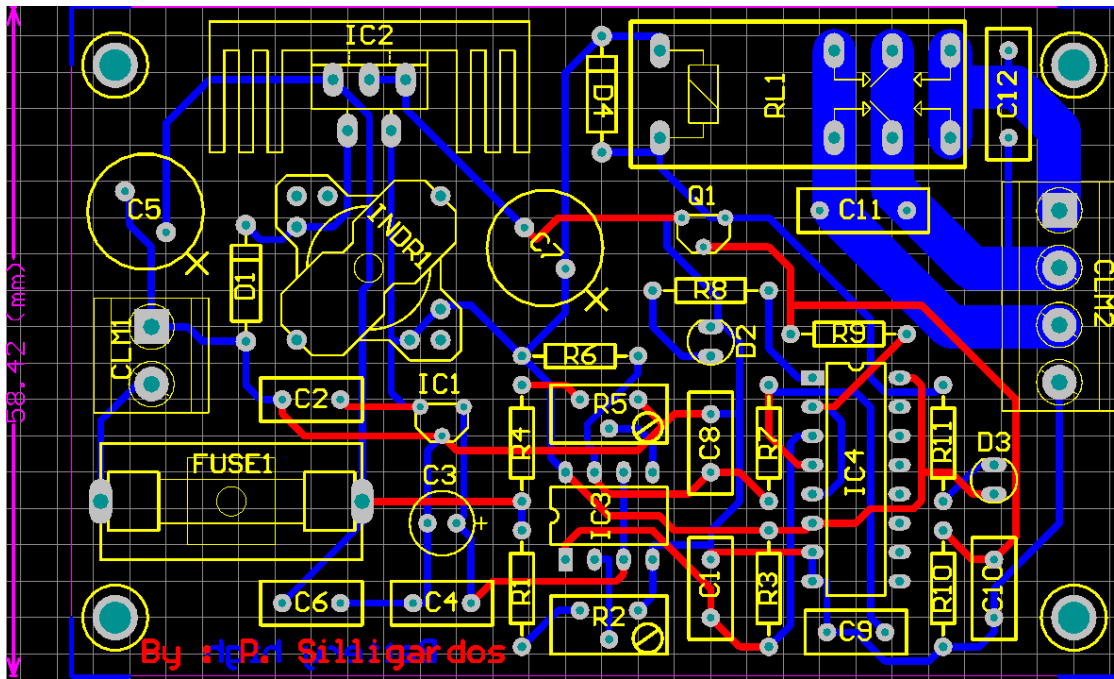 IC2
D4
RL1
C12
C5
INDR1
C7
Q1
C11
D1
R8
CLM2
CLM1
D2
R9
58.42 (mm)
R6
C2
IC1
R5
R4
C8
R7
IC4
R11
D3
FUSE1
C3
+
IC3
R1
C1
R3
R10
C10
C6
C4
R2
C9
By : P. Silligardos